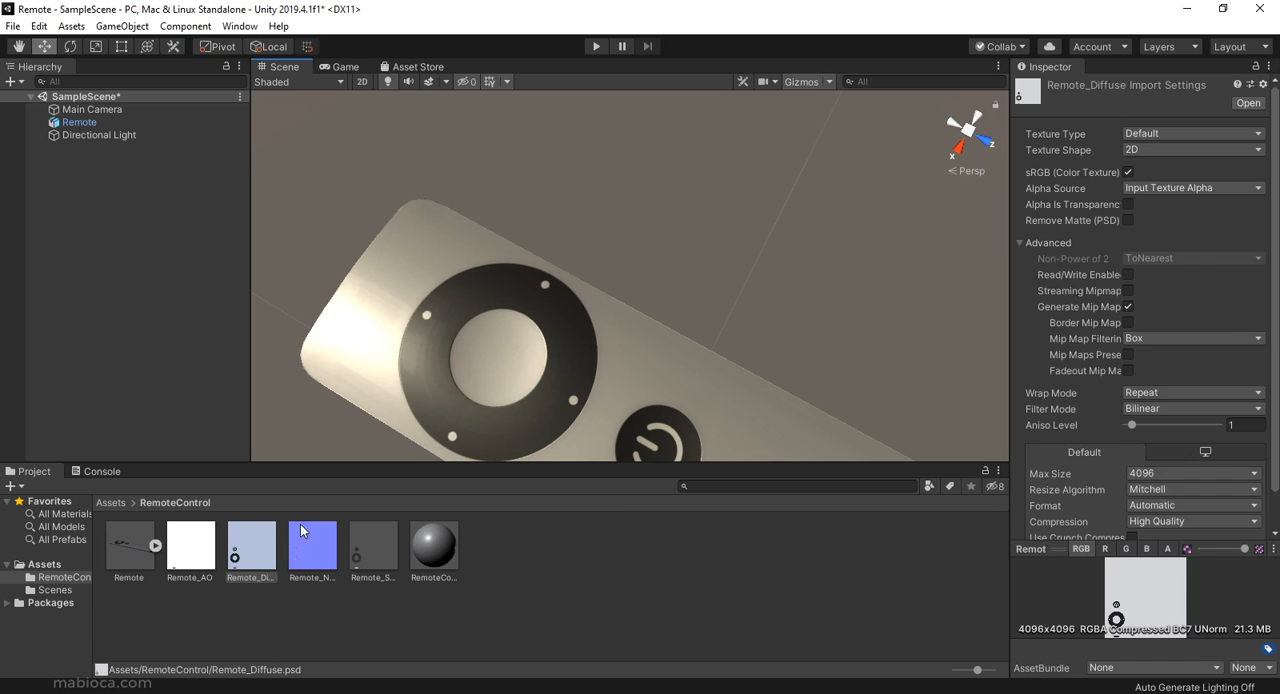 Remote - SampleScene - PC, Mac & Linux Standalone - Unity 2019.4.1f1* <DX11>
File Edit Assets GameObject Component Window Help
Pivot Local Collab Account Layers Layout
Hierarchy
All
SampleScene*
Main Camera
Remote
Directional Light
Scene Game Asset Store
Shaded 2D 0 Gizmos All
x z
Persp
Inspector
Remote_Diffuse Import Settings
Open
Texture Type Default
Texture Shape 2D
sRGB (Color Texture)
Alpha Source Input Texture Alpha
Alpha Is Transparenc
Remove Matte (PSD)
Advanced
Non-Power of 2 ToNearest
Read/Write Enable
Streaming Mipmap
Generate Mip Map
Border Mip Map
Mip Map Filterin Box
Mip Maps Prese
Fadeout Mip Ma
Wrap Mode Repeat
Filter Mode Bilinear
Aniso Level 1
Default
Max Size 4096
Resize Algorithm Mitchell
Format Automatic
Compression High Quality
Use Crunch Compres
Remot RGB R G B A
4096x4096 RGBA Compressed BC7 UNorm 21.3 MB
AssetBundle None None
Auto Generate Lighting Off
Project Console
8
Favorites
All Materials
All Models
All Prefabs
Assets
RemoteCon
Scenes
Packages
Assets > RemoteControl
Remote Remote_AO Remote_Di... Remote_N... Remote_S... RemoteCo...
Assets/RemoteControl/Remote_Diffuse.psd
mabioca.com